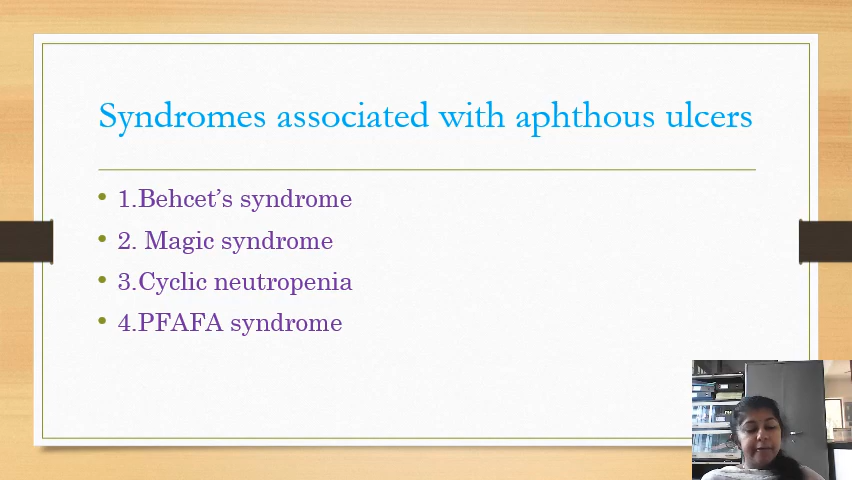 Syndromes associated with aphthous ulcers
• 1.Behcet’s syndrome
• 2. Magic syndrome
• 3.Cyclic neutropenia
• 4.PFAFA syndrome